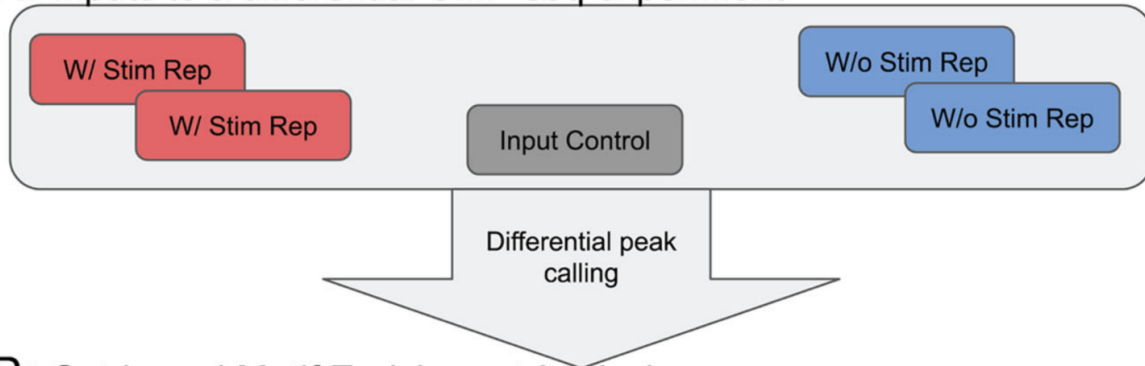 W/ Stim Rep
W/ Stim Rep
Input Control
W/o Stim Rep
W/o Stim Rep
Differential peak
calling